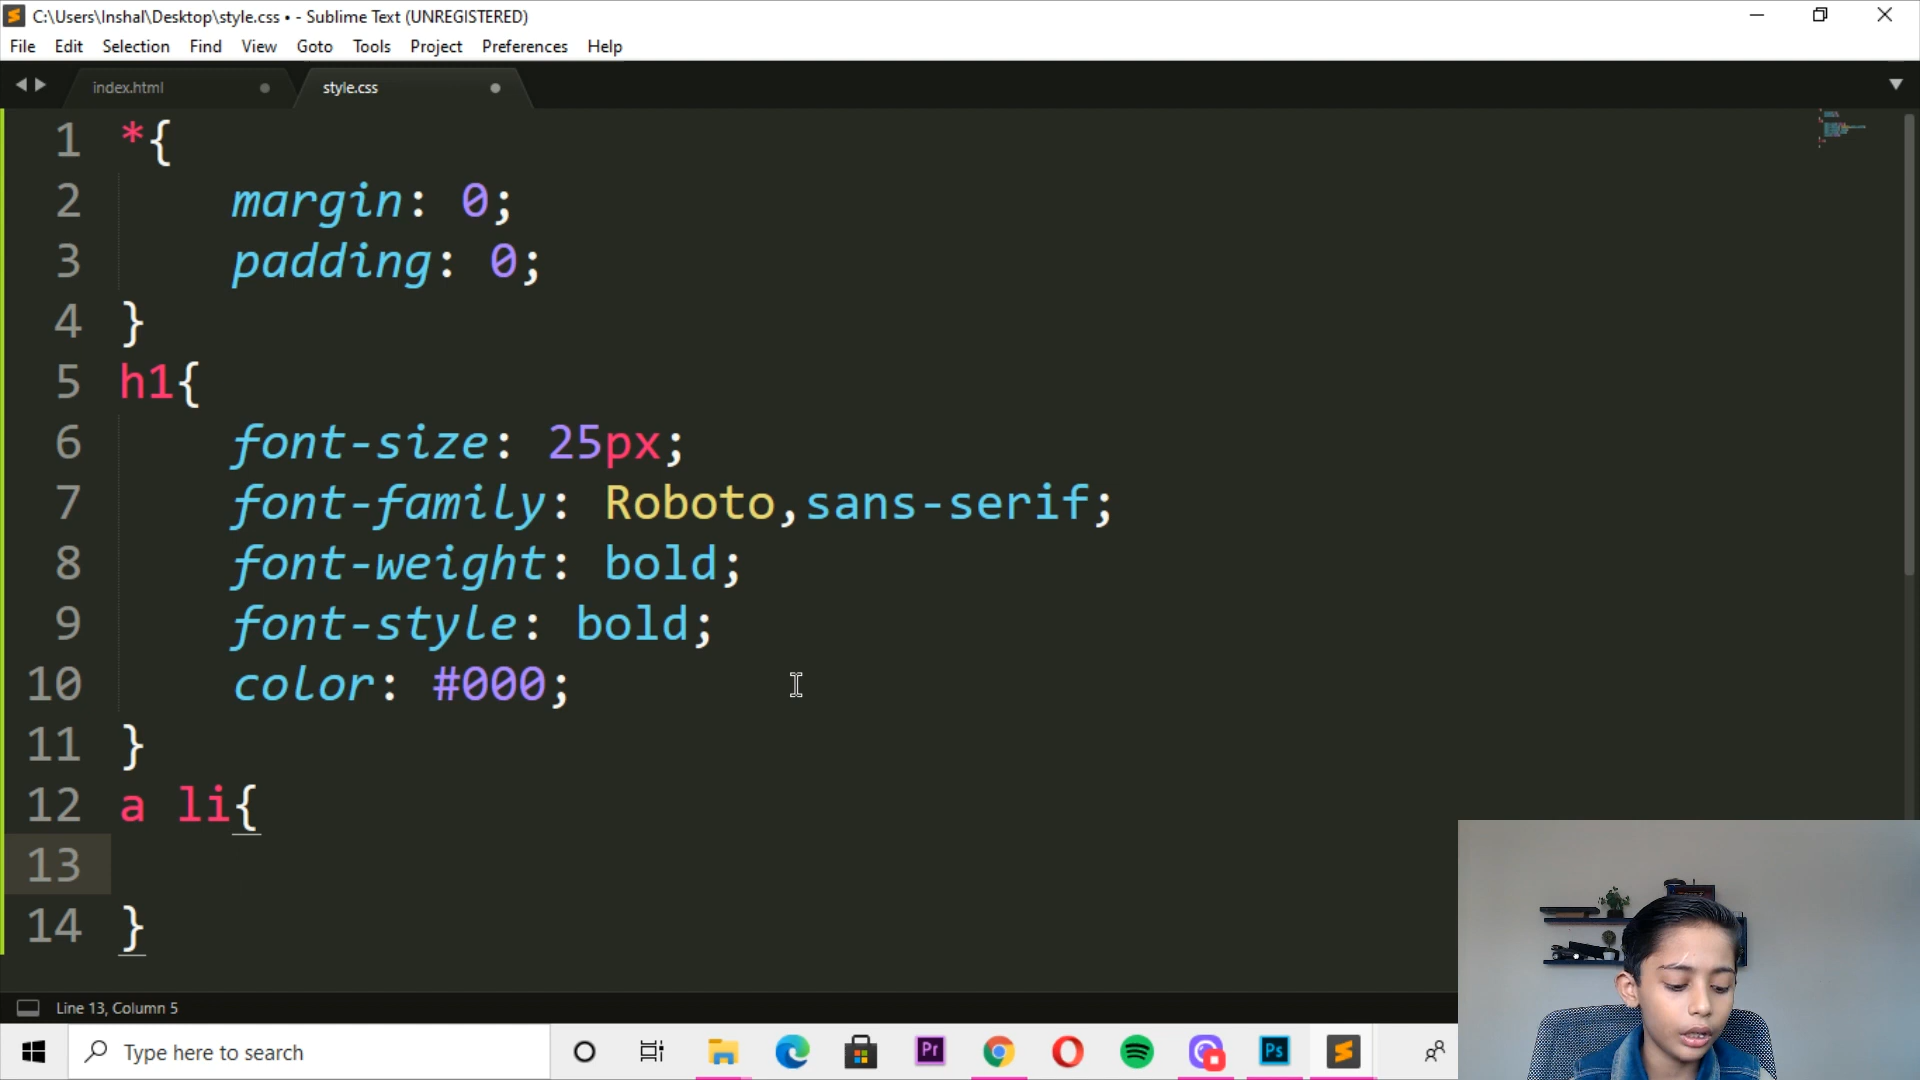 C:\Users\Inshal\Desktop\style.css • - Sublime Text (UNREGISTERED)
File Edit Selection Find View Goto Tools Project Preferences Help
index.html style.css
1 *{
2 margin: 0;
3 padding: 0;
4 }
5 h1{
6 font-size: 25px;
7 font-family: Roboto,sans-serif;
8 font-weight: bold;
9 font-style: bold;
10 color: #000;
11 }
12 a li{
13
14 }
Line 13, Column 5
Type here to search
Pr Ps